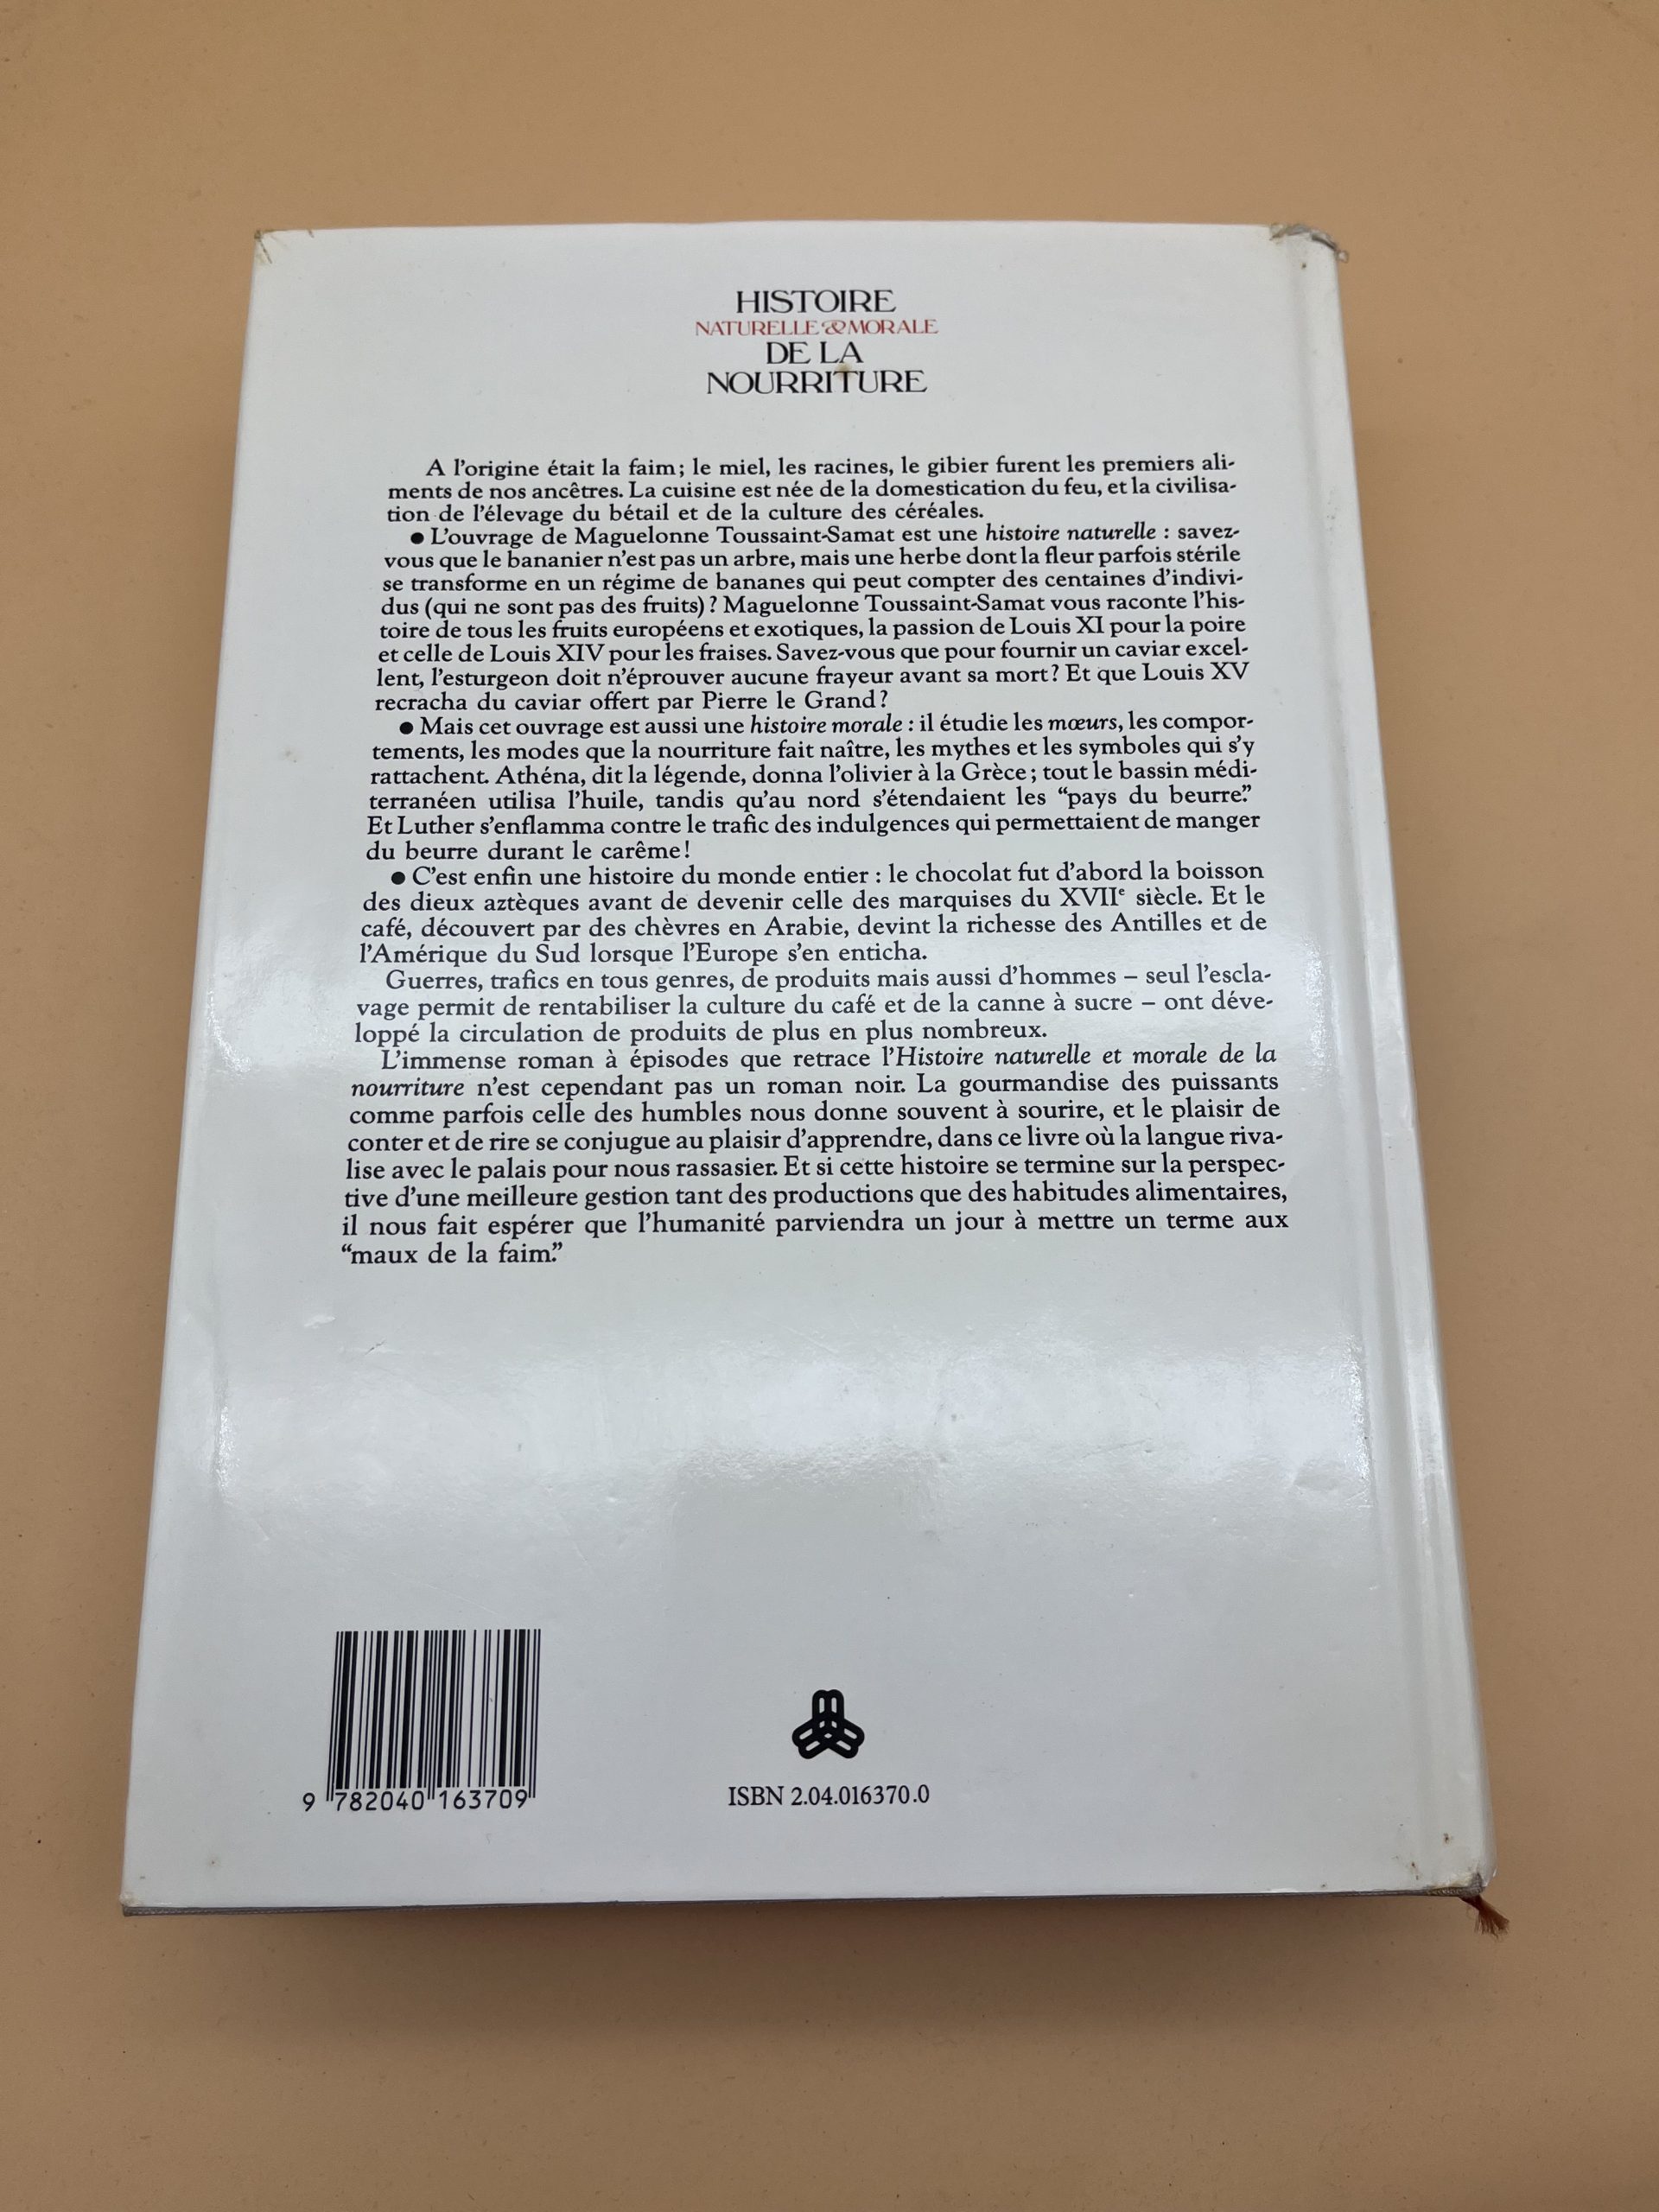 HISTOIRE
NATURELLE & MORALE
DE LA
NOURRITURE
A l'origine était la faim; le miel, les racines, le gibier furent les premiers ali-
ments de nos ancêtres. La cuisine est née de la domestication du feu, et la civilisa-
tion de l'élevage du bétail et de la culture des céréales.
● L'ouvrage de Maguelonne Toussaint-Samat est une histoire naturelle : savez-
vous que le bananier n'est pas un arbre, mais une herbe dont la fleur parfois stérile
se transforme en un régime de bananes qui peut compter des centaines d'indivi-
dus (qui ne sont pas des fruits)? Maguelonne Toussaint-Samat vous raconte l'his-
toire de tous les fruits européens et exotiques, la passion de Louis XI pour la poire
et celle de Louis XIV pour les fraises. Savez-vous que pour fournir un caviar excel-
lent, l'esturgeon doit n'éprouver aucune frayeur avant sa mort? Et que Louis XV
recracha du caviar offert par Pierre le Grand?
● Mais cet ouvrage est aussi une histoire morale : il étudie les mœurs, les compor-
tements, les modes que la nourriture fait naître, les mythes et les symboles qui s'y
rattachent. Athéna, dit la légende, donna l'olivier à la Grèce; tout le bassin médi-
terranéen utilisa l'huile, tandis qu'au nord s'étendaient les “pays du beurre”.
Et Luther s'enflamma contre le trafic des indulgences qui permettaient de manger
du beurre durant le carême!
● C'est enfin une histoire du monde entier : le chocolat fut d'abord la boisson
des dieux aztèques avant de devenir celle des marquises du XVIIe siècle. Et le
café, découvert par des chèvres en Arabie, devint la richesse des Antilles et de
l'Amérique du Sud lorsque l'Europe s'en enticha.
Guerres, trafics en tous genres, de produits mais aussi d'hommes – seul l'escla-
vage permit de rentabiliser la culture du café et de la canne à sucre – ont déve-
loppé la circulation de produits de plus en plus nombreux.
L'immense roman à épisodes que retrace l'Histoire naturelle et morale de la
nourriture n'est cependant pas un roman noir. La gourmandise des puissants
comme parfois celle des humbles nous donne souvent à sourire, et le plaisir de
conter et de rire se conjugue au plaisir d'apprendre, dans ce livre où la langue riva-
lise avec le palais pour nous rassasier. Et si cette histoire se termine sur la perspec-
tive d'une meilleure gestion tant des productions que des habitudes alimentaires,
il nous fait espérer que l'humanité parviendra un jour à mettre un terme aux
“maux de la faim”.
9 782040 163709
ISBN 2.04.016370.0